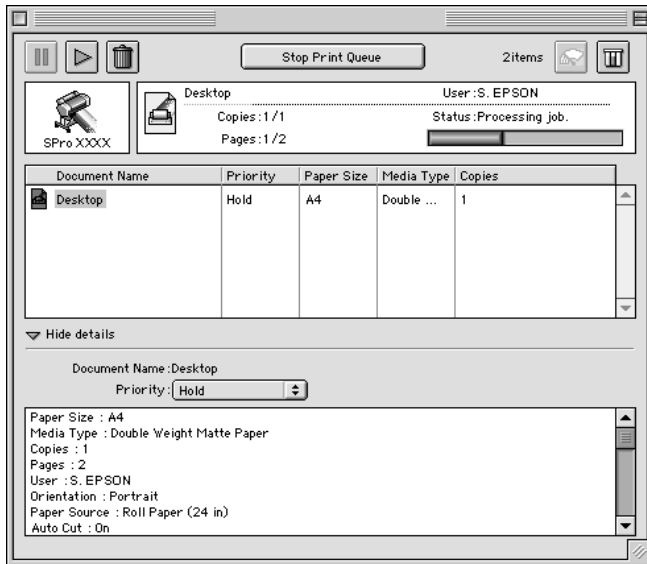 Stop Print Queue
2items
SPro XXXX
Desktop
User:S. EPSON
Copies:1/1
Status:Processing job.
Pages:1/2
Document Name Priority Paper Size Media Type Copies
Desktop Hold A4 Double ... 1
Hide details
Document Name:Desktop
Priority: Hold
Paper Size : A4
Media Type : Double Weight Matte Paper
Copies : 1
Pages : 2
User : S. EPSON
Orientation : Portrait
Paper Source : Roll Paper (24 in)
Auto Cut : On